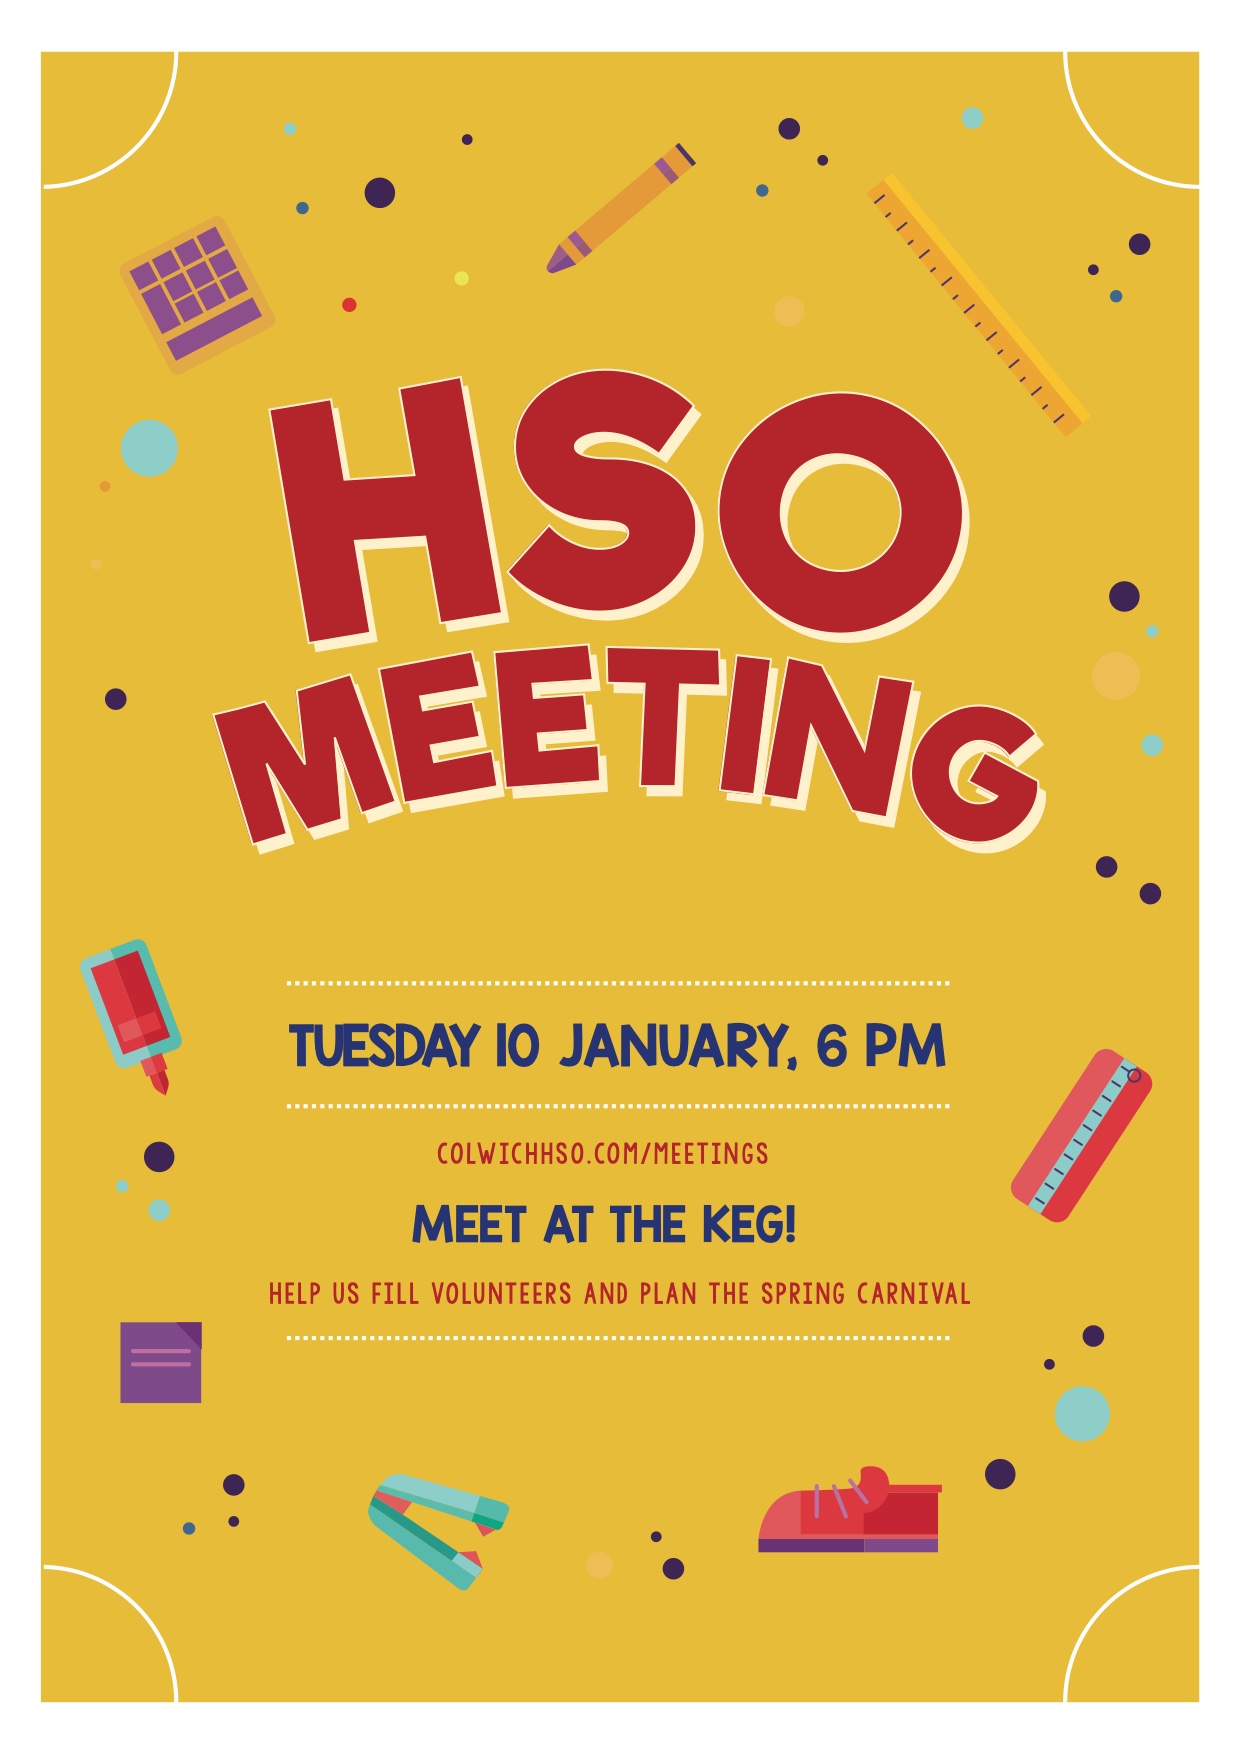 HSO
MEETING
TUESDAY 10 JANUARY, 6 PM
COLWICHHSO.COM/MEETINGS
MEET AT THE KEG!
HELP US FILL VOLUNTEERS AND PLAN THE SPRING CARNIVAL